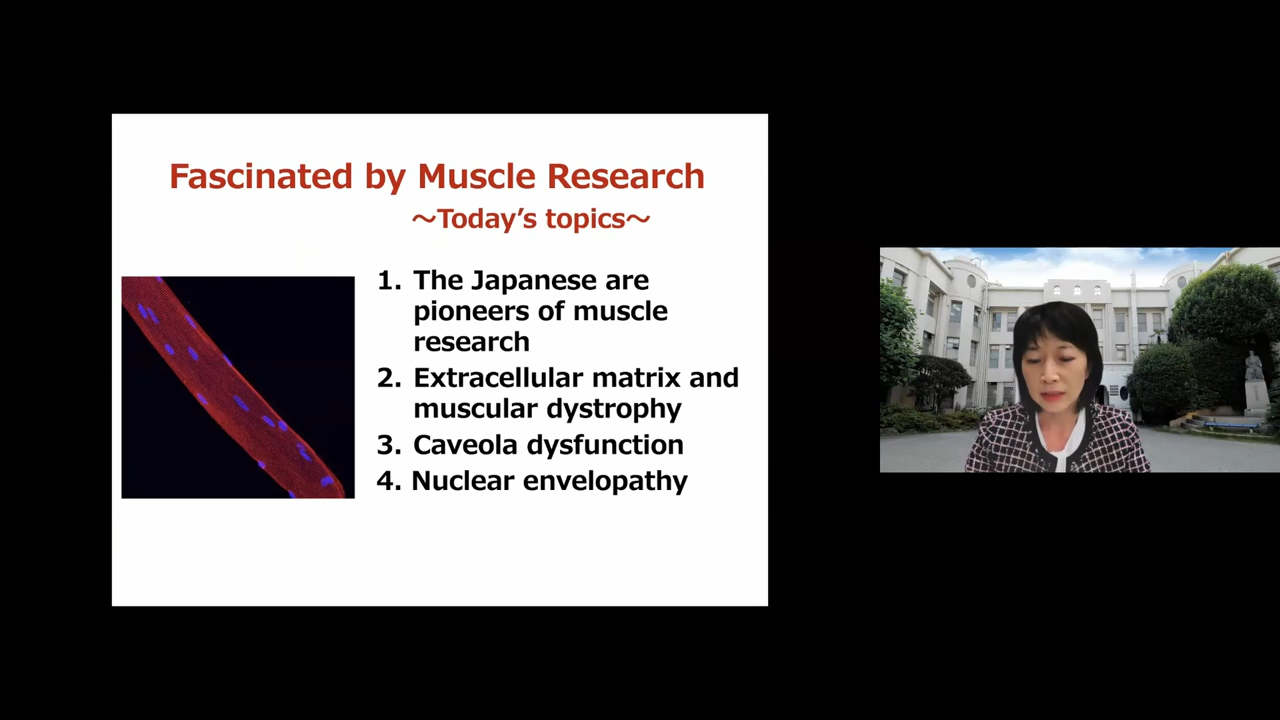 Fascinated by Muscle Research
～Today’s topics～
1. The Japanese are
pioneers of muscle
research
2. Extracellular matrix and
muscular dystrophy
3. Caveola dysfunction
4. Nuclear envelopathy